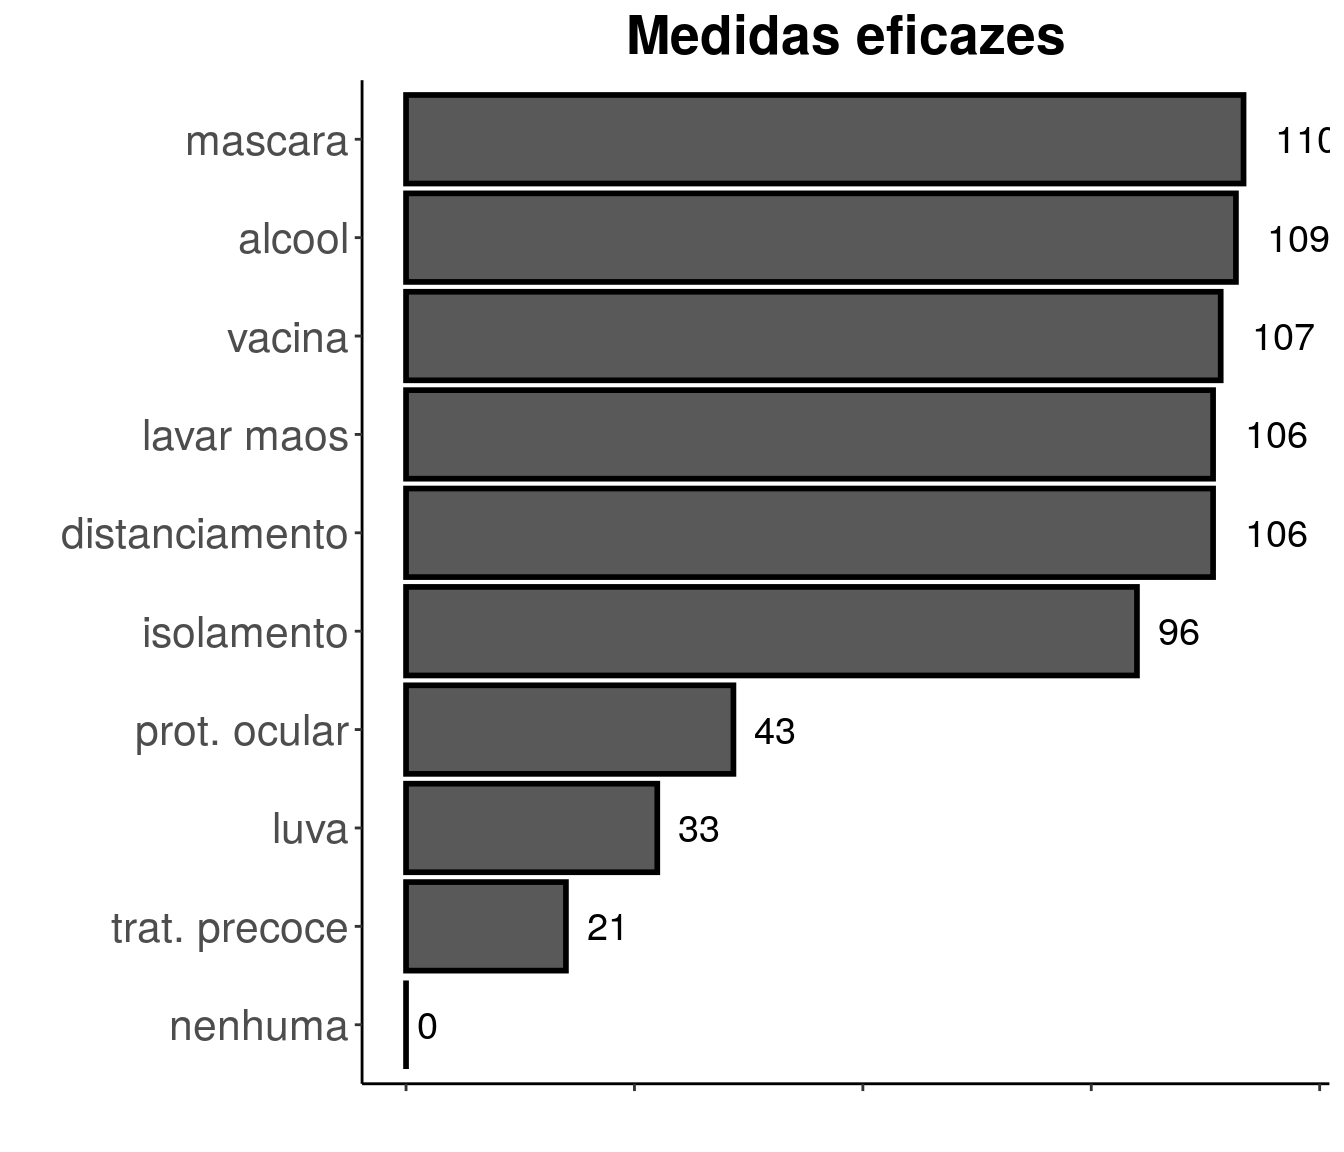 Medidas eficazes
mascara 110
alcool 109
vacina 107
lavar maos 106
distanciamento 106
isolamento 96
prot. ocular 43
luva 33
trat. precoce 21
nenhuma 0